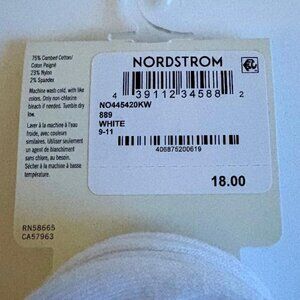 75% Combed Cotton/
Coton Peigné
23% Nylon
2% Spandex
Machine wash cold, with like
colors. Only non-chlorine
bleach if needed. Tumble dry
low.
Laver à la machine à l'eau
froide, avec couleurs
similaires. Utiliser seulement
un agent de blanchiment
sans chlore, au besoin.
Sèche à la machine à basse
température.
RN58665
CA57963
NORDSTROM
4 39112 34588 2
NO445420KW
889
WHITE
9-11
406875200619
18.00